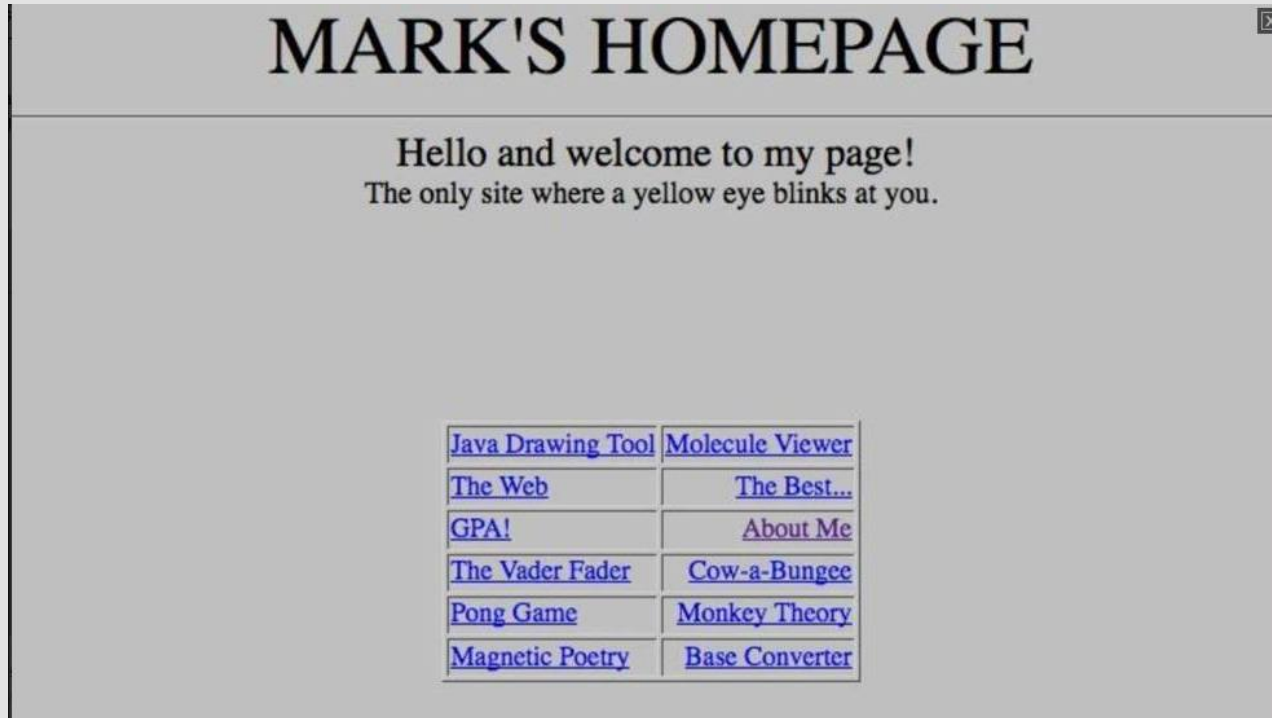 MARK'S HOMEPAGE
Hello and welcome to my page!
The only site where a yellow eye blinks at you.
Java Drawing Tool Molecule Viewer
The Web The Best...
GPA! About Me
The Vader Fader Cow-a-Bungee
Pong Game Monkey Theory
Magnetic Poetry Base Converter